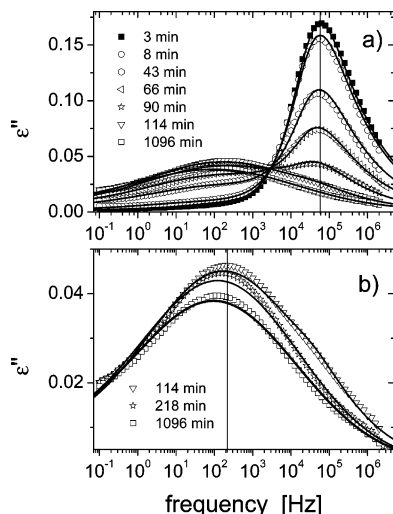 a)
3 min
8 min
43 min
66 min
90 min
114 min
1096 min
ε"
0.15
0.10
0.05
0.00
10⁻¹ 10⁰ 10¹ 10² 10³ 10⁴ 10⁵ 10⁶
b)
ε"
0.04
0.02
114 min
218 min
1096 min
10⁻¹ 10⁰ 10¹ 10² 10³ 10⁴ 10⁵ 10⁶
frequency [Hz]